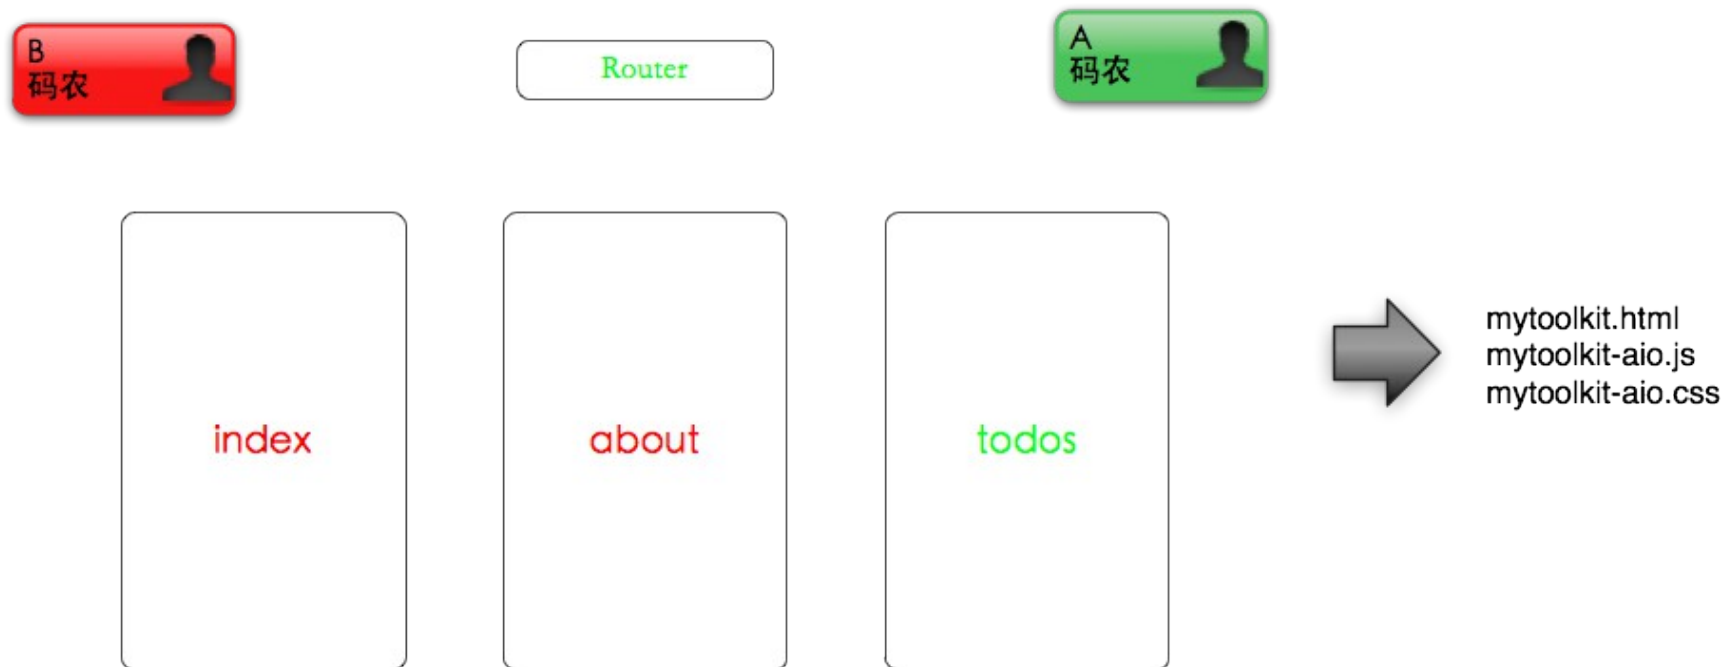 B
码农
Router
A
码农
index
about
todos
mytoolkit.html
mytoolkit-aio.js
mytoolkit-aio.css